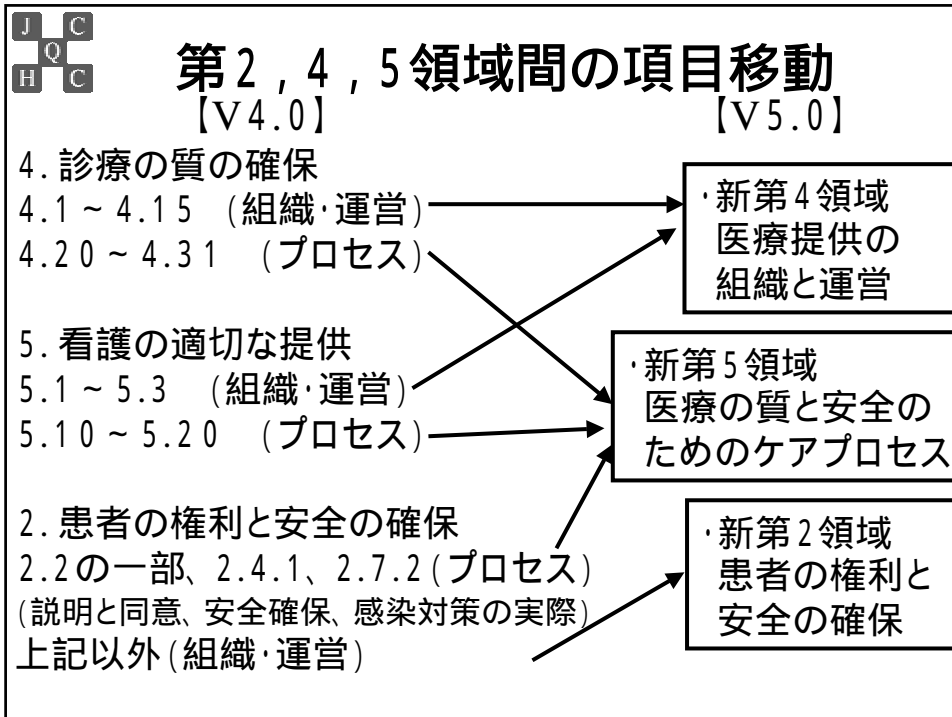 J C
Q
H C
第2,4,5領域間の項目移動
【V4.0】
【V5.0】
4.診療の質の確保
4.1~4.15 (組織・運営)
4.20~4.31 (プロセス)
5.看護の適切な提供
5.1~5.3 (組織・運営)
5.10~5.20 (プロセス)
2.患者の権利と安全の確保
2.2の一部、2.4.1、2.7.2(プロセス)
(説明と同意、安全確保、感染対策の実際)
上記以外(組織・運営)
・新第4領域
医療提供の
組織と運営
・新第5領域
医療の質と安全の
ためのケアプロセス
・新第2領域
患者の権利と
安全の確保